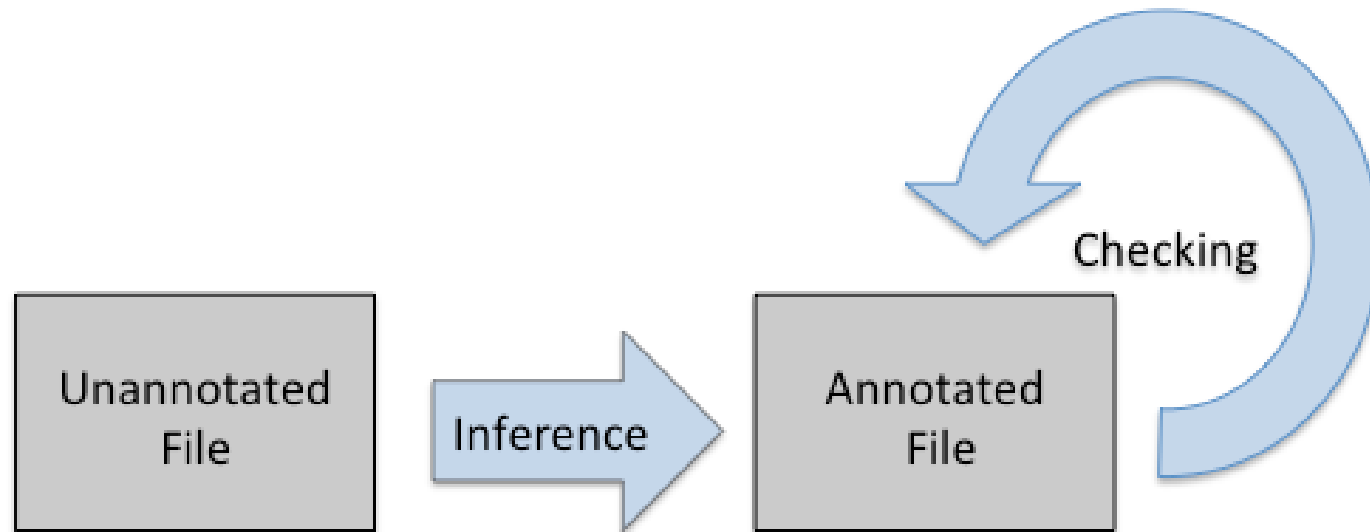 Unannotated
File
Inference
Annotated
File
Checking